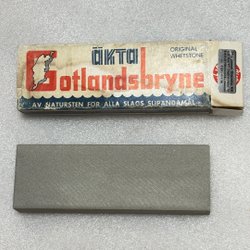 ÄKTA
Gotlandsbryne
ORIGINAL
WHETSTONE
AV NATURSTEN FÖR ALLA SLAGS SLIPÄNDAMÅL